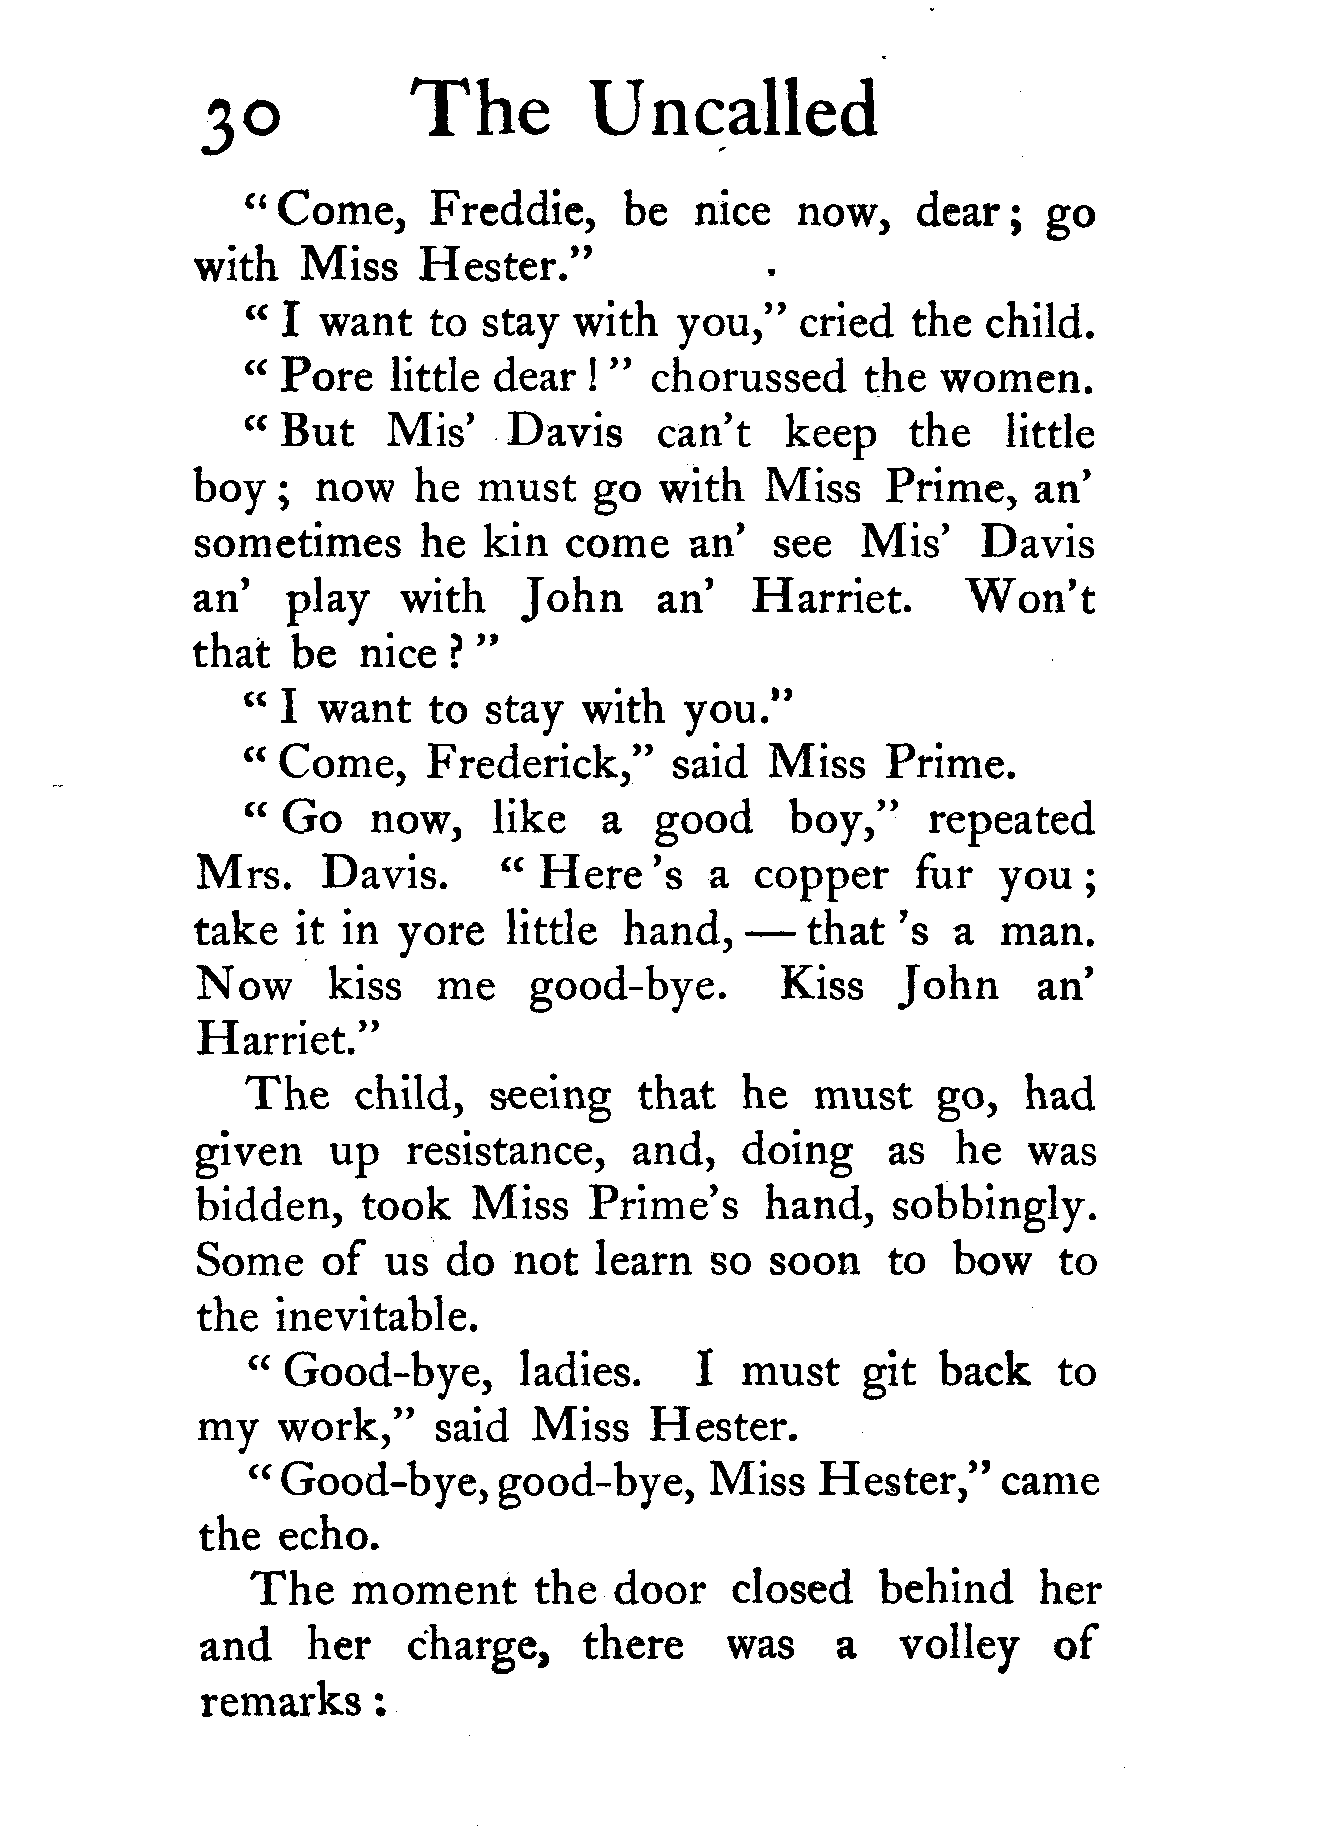 30 The Uncalled
“Come, Freddie, be nice now, dear; go
with Miss Hester.”
“I want to stay with you,” cried the child.
“Pore little dear!” chorussed the women.
“But Mis’ Davis can’t keep the little
boy; now he must go with Miss Prime, an’
sometimes he kin come an’ see Mis’ Davis
an’ play with John an’ Harriet. Won’t
that be nice?”
“I want to stay with you.”
“Come, Frederick,” said Miss Prime.
“Go now, like a good boy,” repeated
Mrs. Davis. “Here’s a copper fur you;
take it in yore little hand,—that’s a man.
Now kiss me good-bye. Kiss John an’
Harriet.”
The child, seeing that he must go, had
given up resistance, and, doing as he was
bidden, took Miss Prime’s hand, sobbingly.
Some of us do not learn so soon to bow to
the inevitable.
“Good-bye, ladies. I must git back to
my work,” said Miss Hester.
“Good-bye, good-bye, Miss Hester,” came
the echo.
The moment the door closed behind her
and her charge, there was a volley of
remarks: